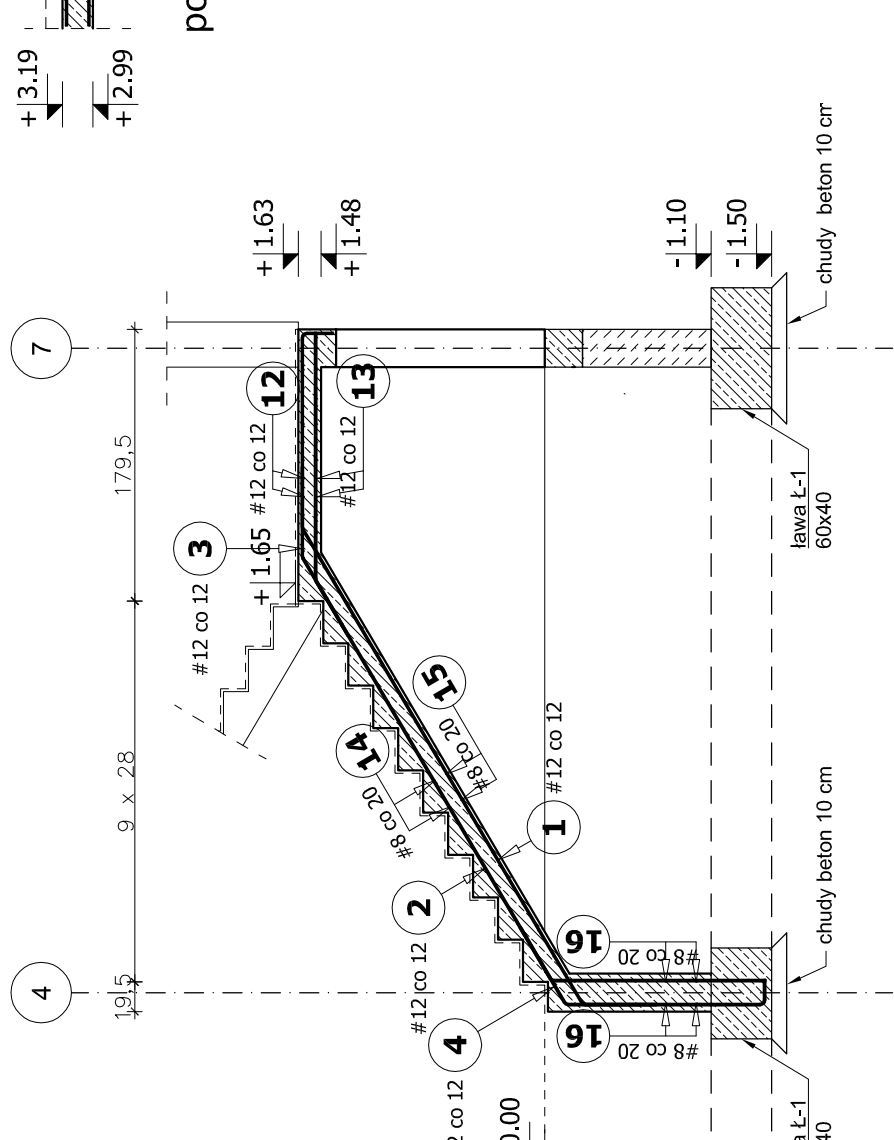 + 3.19
+ 2.99
po
+ 1.63
+ 1.48
- 1.10
- 1.50
chudy beton 10 cm
7
179,5
12
#12 co 12
13
#12 co 12
3
#12 co 12
+ 1.65
ława Ł-1
60x40
9 x 28
14
#8 co 20
15
#8 co 20
1
#12 co 12
2
#12 co 12
4
19,5
4
16
#8 co 20
16
#8 co 20
chudy beton 10 cm
2 co 12
0.00
a Ł-1
40